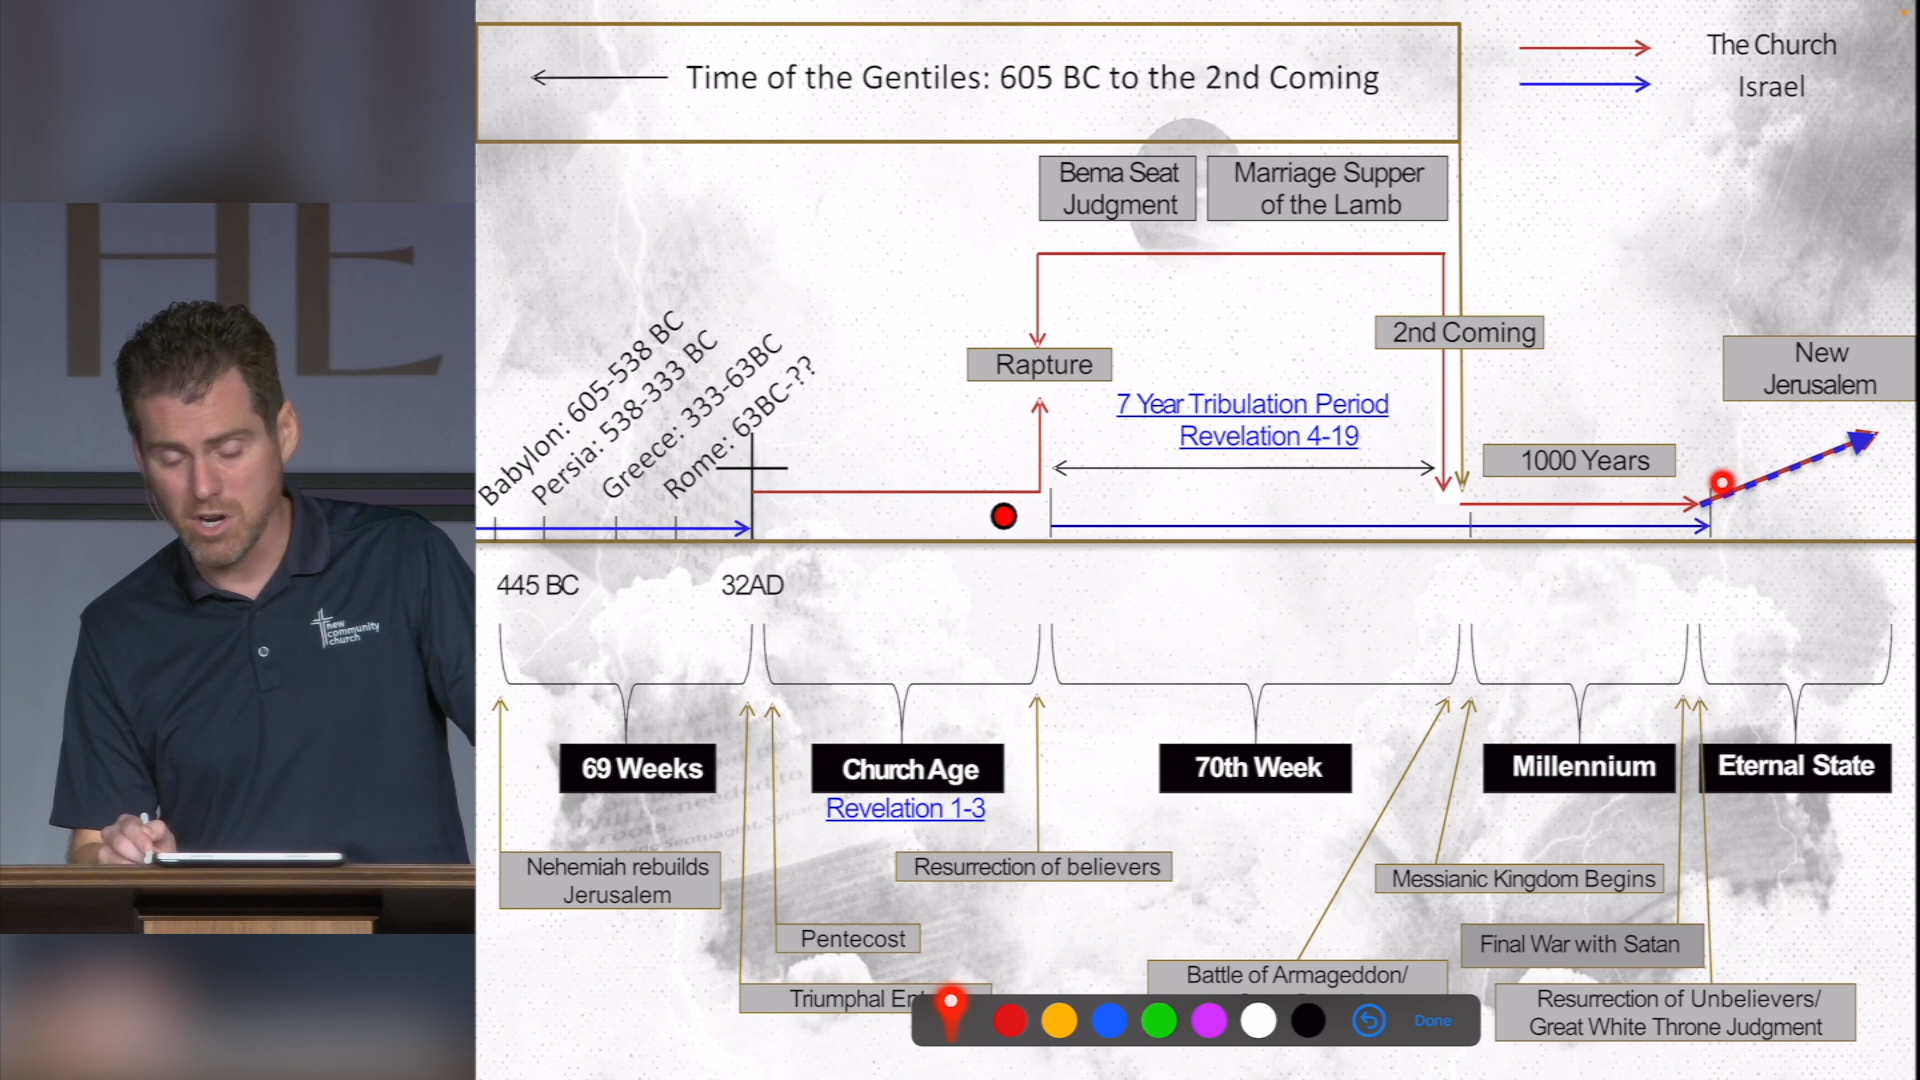 HE
new
community
church
Time of the Gentiles: 605 BC to the 2nd Coming
The Church
Israel
Bema Seat
Judgment
Marriage Supper
of the Lamb
Babylon: 605-538 BC
Persia: 538-333 BC
Greece: 333-63BC
Rome: 63BC-??
Rapture
2nd Coming
7 Year Tribulation Period
Revelation 4-19
1000 Years
New
Jerusalem
445 BC
32AD
69 Weeks
Church Age
Revelation 1-3
70th Week
Millennium
Eternal State
Nehemiah rebuilds
Jerusalem
Resurrection of believers
Messianic Kingdom Begins
Pentecost
Final War with Satan
Triumphal
Battle of Armageddon/
Resurrection of Unbelievers/
Great White Throne Judgment
Done